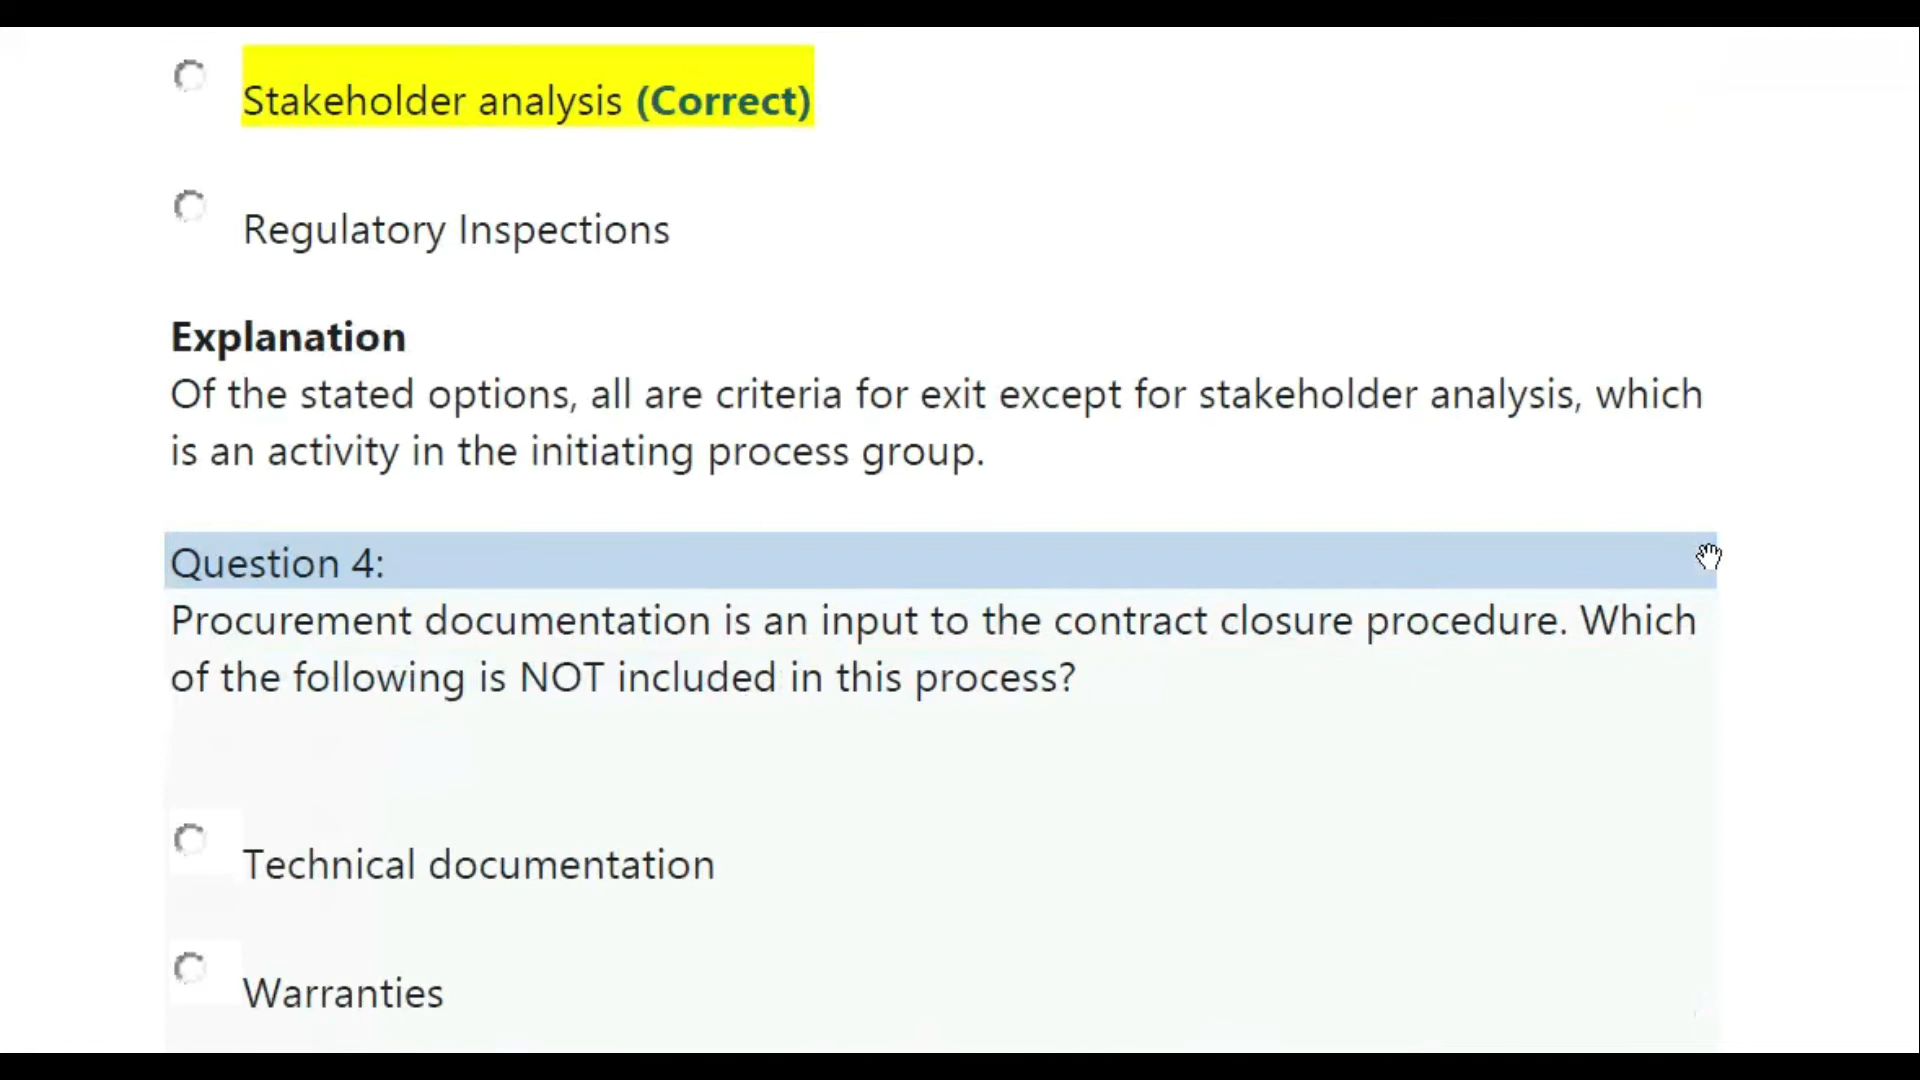 Stakeholder analysis (Correct)
Regulatory Inspections
Explanation
Of the stated options, all are criteria for exit except for stakeholder analysis, which
is an activity in the initiating process group.
Question 4:
Procurement documentation is an input to the contract closure procedure. Which
of the following is NOT included in this process?
Technical documentation
Warranties